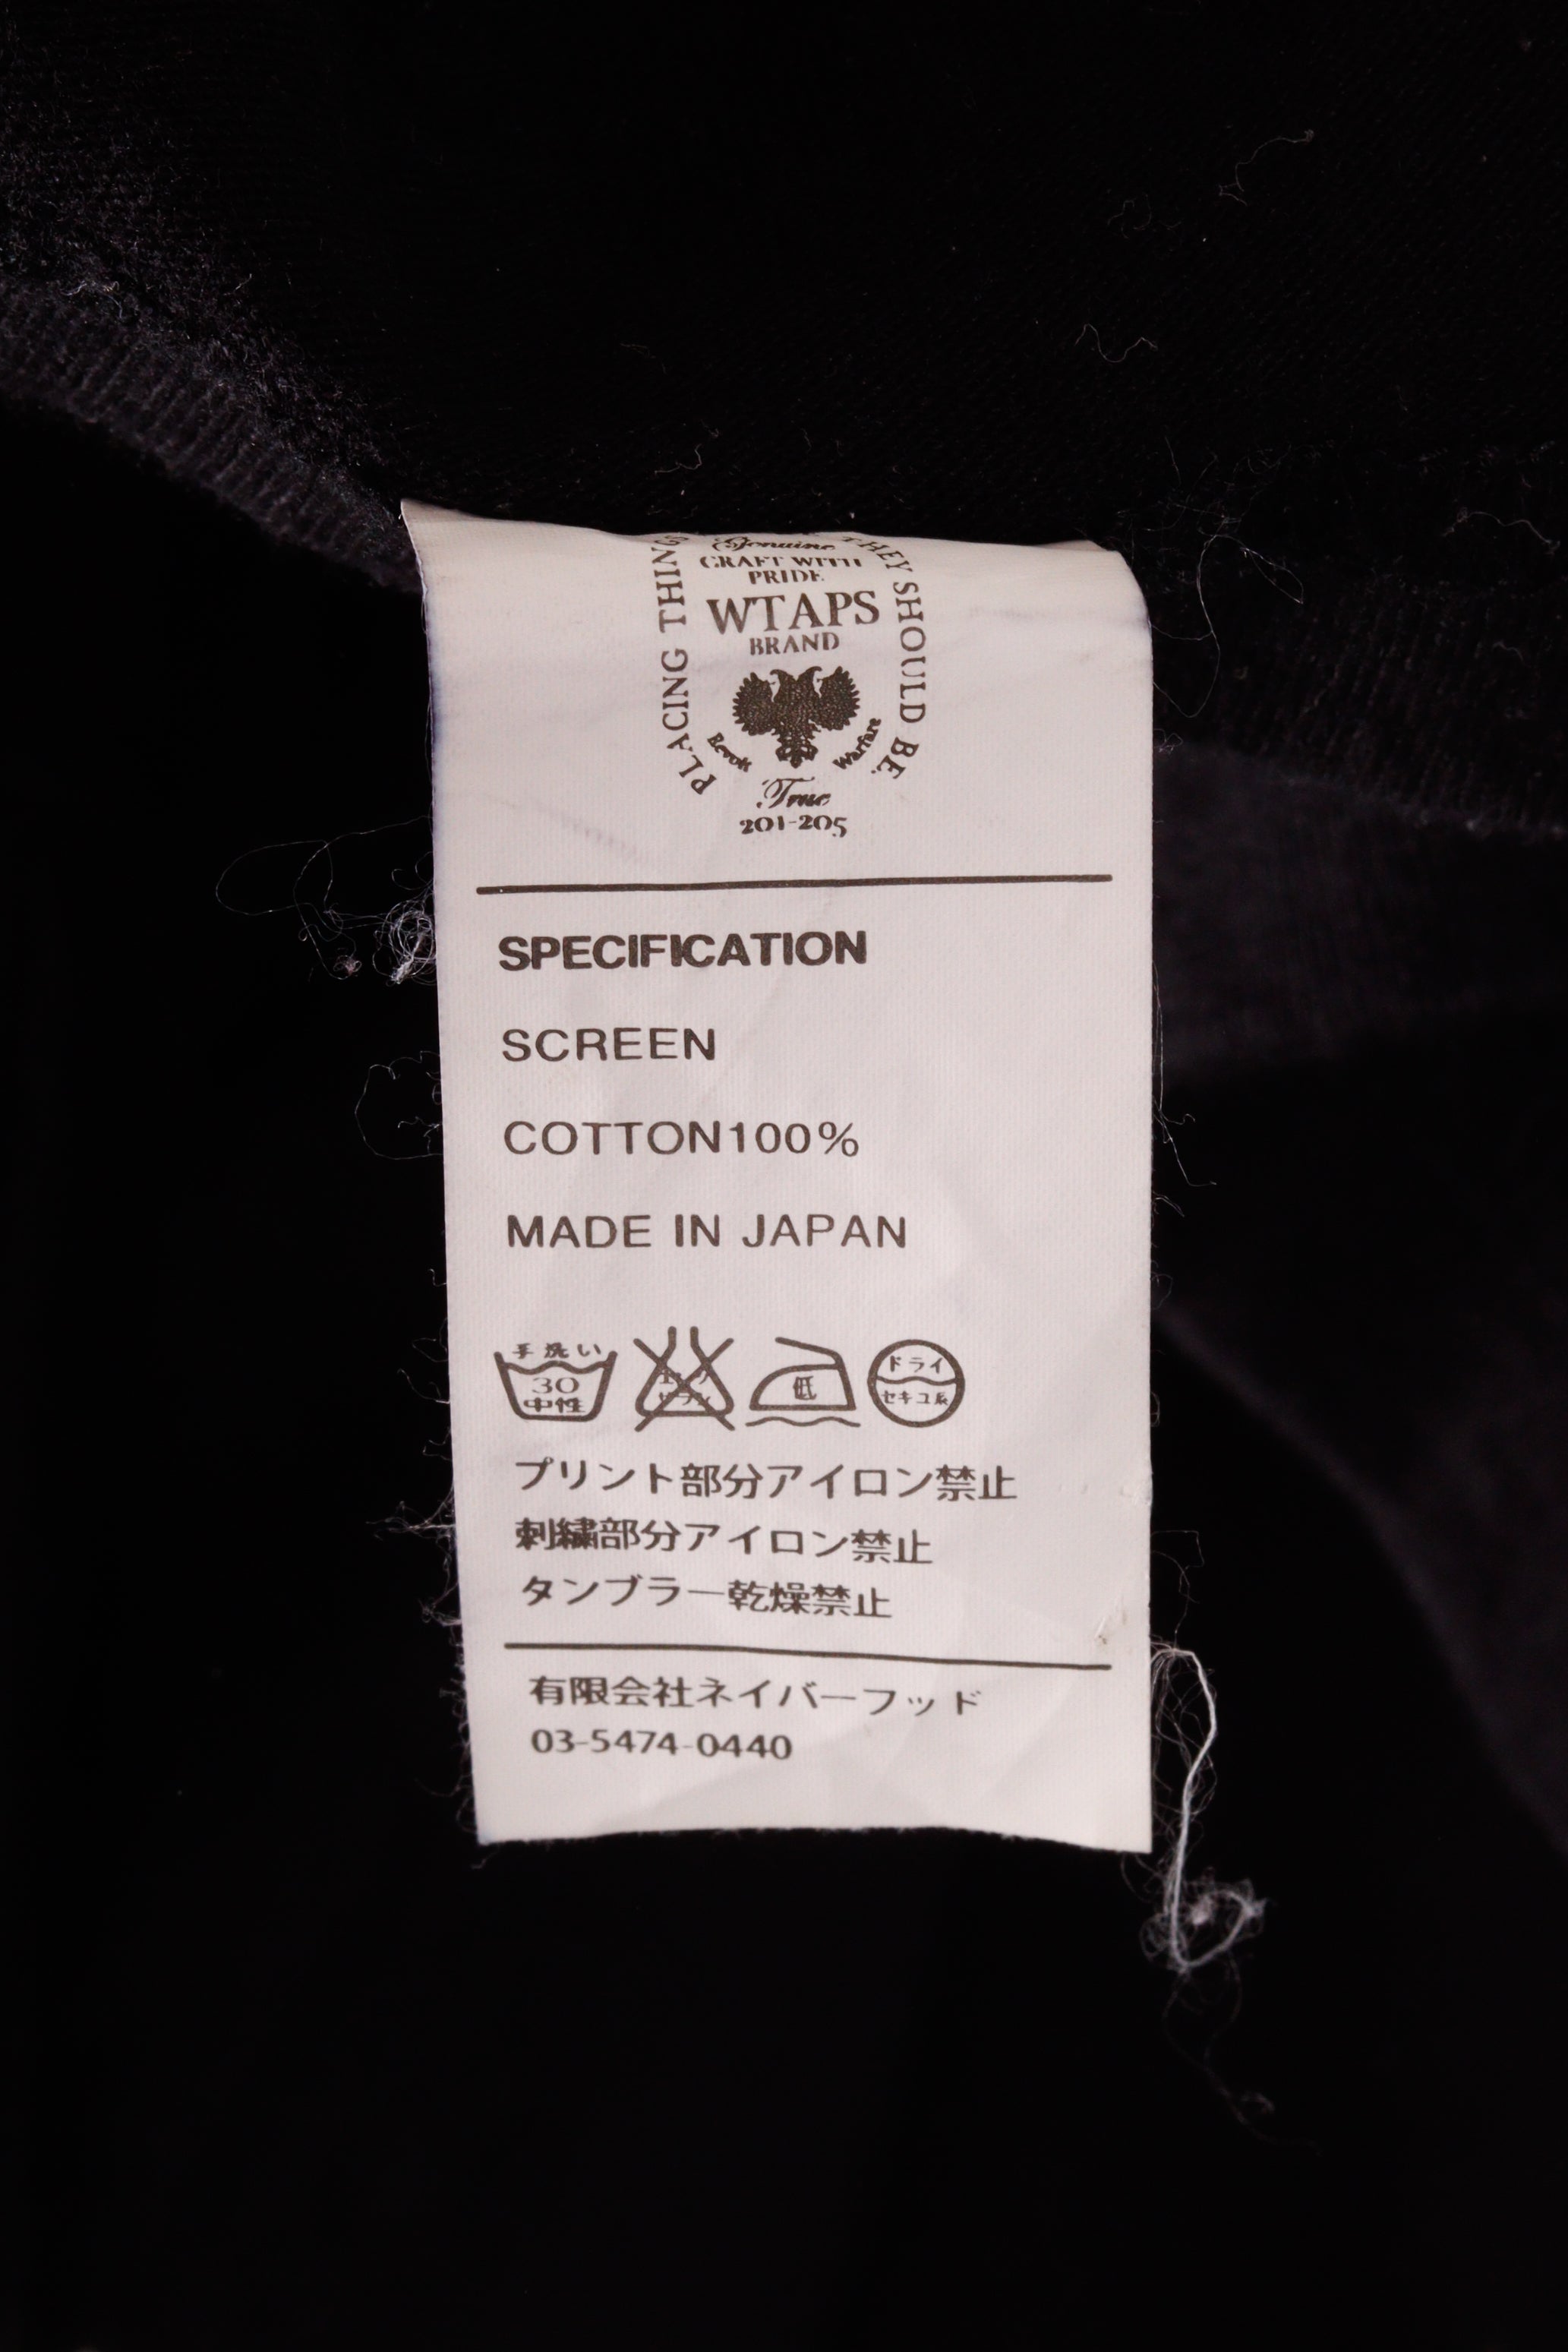 Genuine
CRAFT WITH
PRIDE
WTAPS
BRAND
PLACING THINGS
THEY SHOULD BE.
Revolt
Warfare
True
201-205
SPECIFICATION
SCREEN
COTTON100%
MADE IN JAPAN
手洗い
30
中性
低
ドライ
セキユ系
プリント部分アイロン禁止
刺繍部分アイロン禁止
タンブラー乾燥禁止
有限会社ネイバーフッド
03-5474-0440